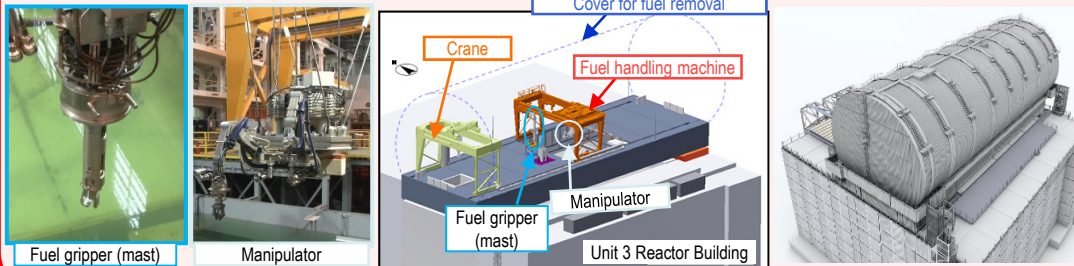 Cover for fuel removal
Crane
Fuel handling machine
Fuel gripper
(mast)
Manipulator
Unit 3 Reactor Building
Fuel gripper (mast)
Manipulator